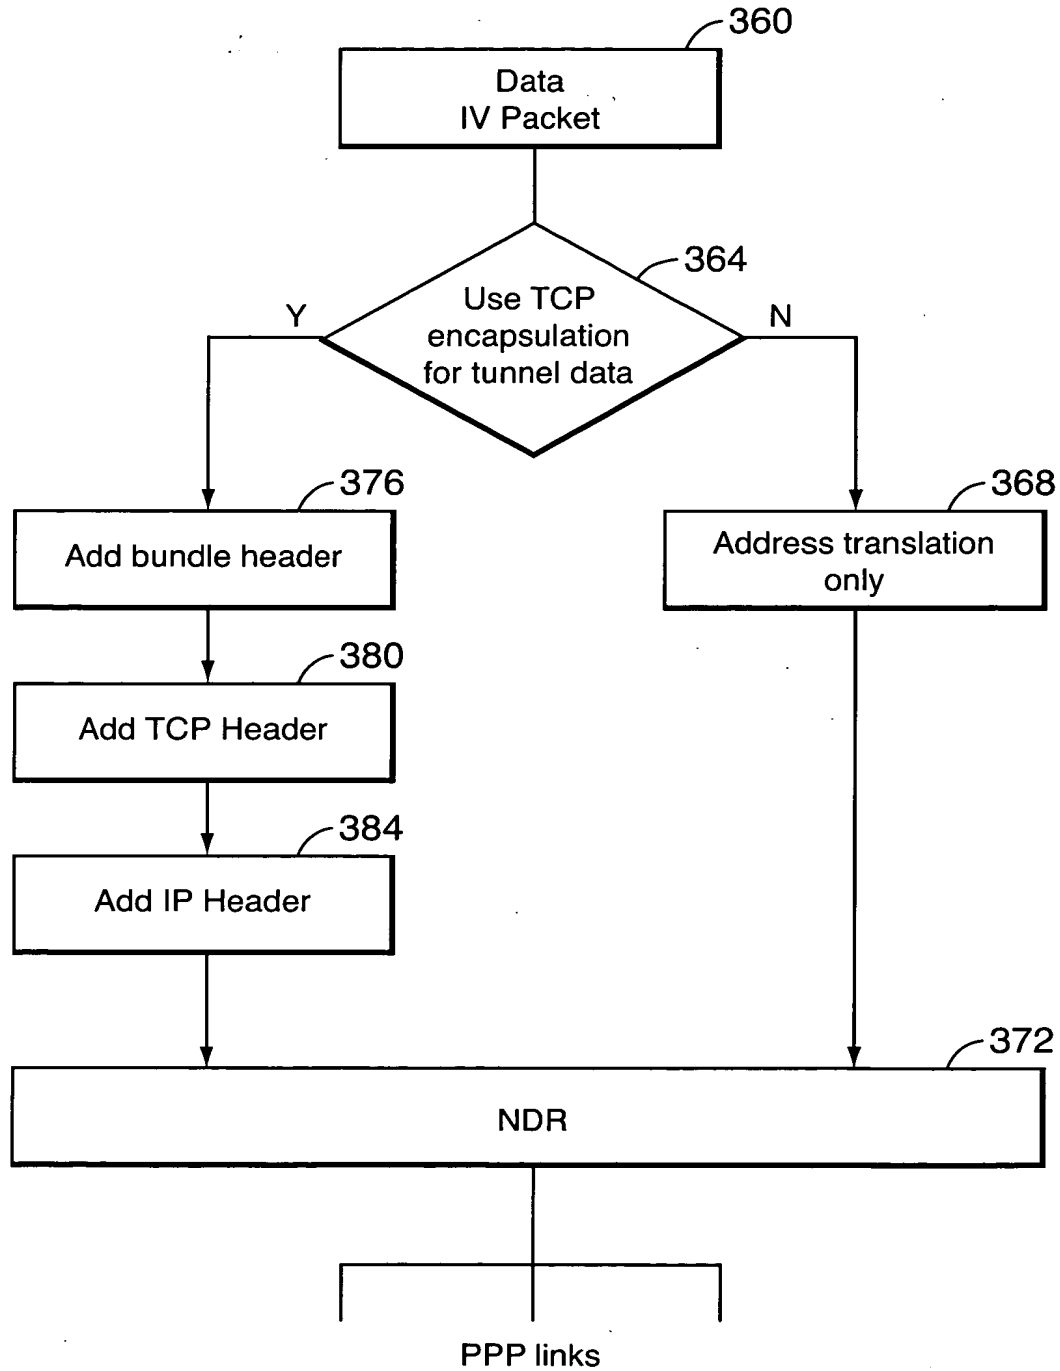 360
Data
IV Packet
364
Use TCP
encapsulation
for tunnel data
Y
N
376
Add bundle header
368
Address translation
only
380
Add TCP Header
384
Add IP Header
372
NDR
PPP links